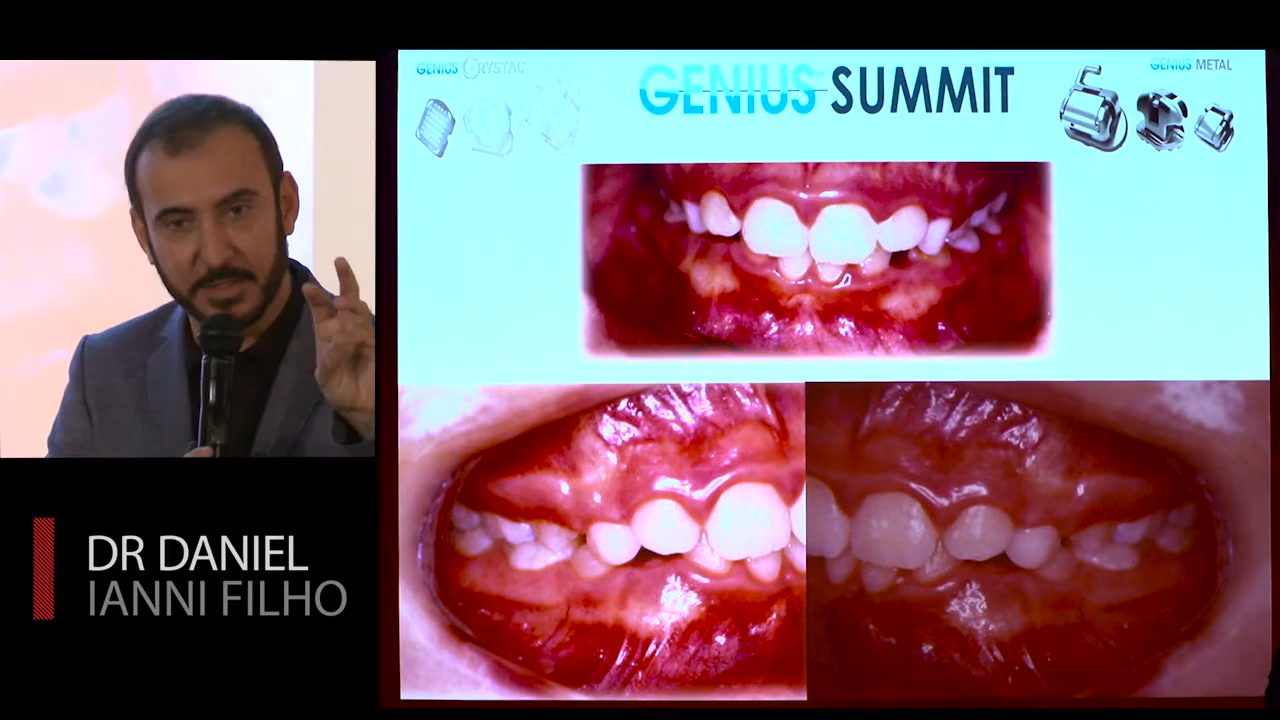 GENIUS CRYSTAL
GENIUS SUMMIT
GENIUS METAL
DR DANIEL
IANNI FILHO